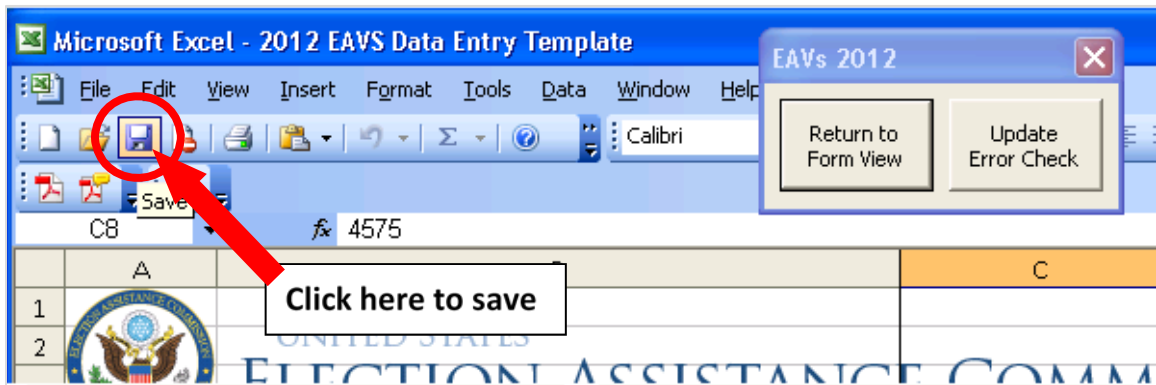 Microsoft Excel - 2012 EAVS Data Entry Template
EAVs 2012
File Edit View Insert Format Tools Data Window Help
Return to
Form View
Update
Error Check
Calibri
Save
C8 fx 4575
A C
Click here to save
1
2
UNITED STATES
ELECTION ASSISTANCE COMM